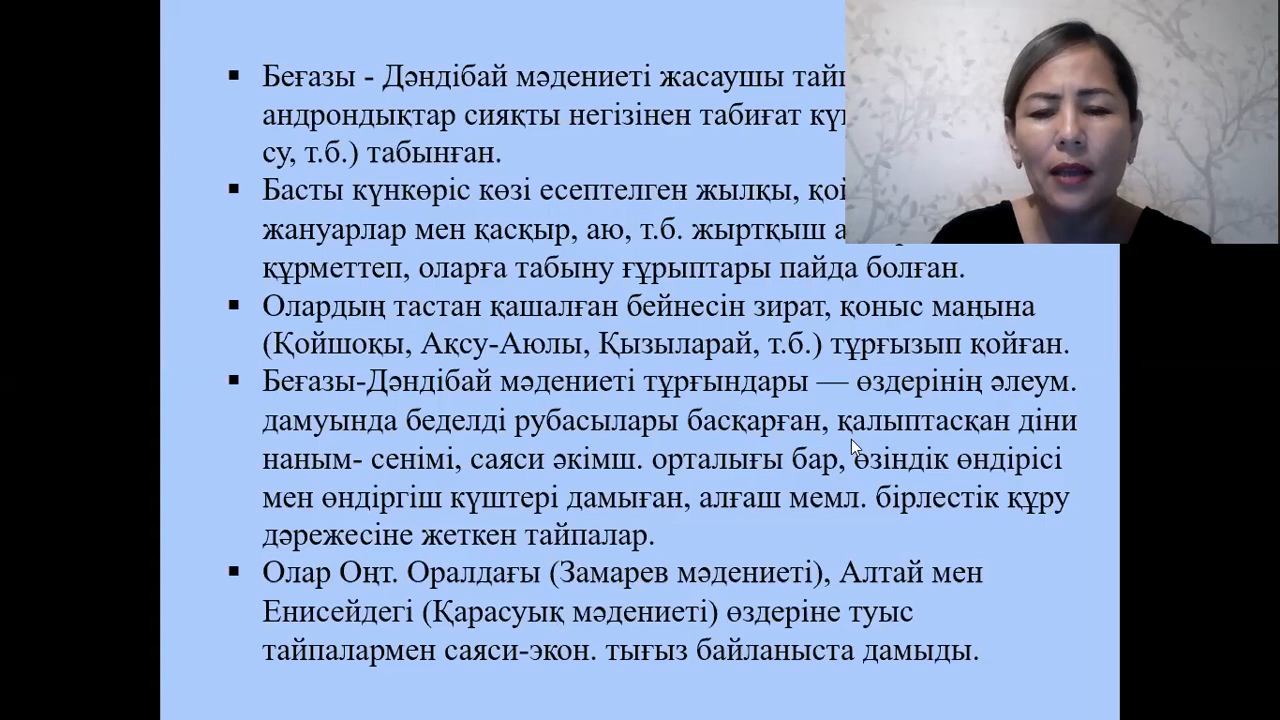 ▪ Беғазы - Дәндібай мәдениеті жасаушы
андрондықтар сияқты негізінен табиғат
су, т.б.) табынған.
▪ Басты күнкөріс көзі есептелген жылқы,
жануарлар мен қасқыр, аю, т.б. жыртқыш
құрметтеп, оларға табыну ғұрыптары пайда болған.
▪ Олардың тастан қашалған бейнесін зират, қоныс маңына
(Қойшоқы, Ақсу-Аюлы, Қызыларай, т.б.) тұрғызып қойған.
▪ Беғазы-Дәндібай мәдениеті тұрғындары — өздерінің әлеум.
дамуында беделді рубасылары басқарған, қалыптасқан діни
наным- сенімі, саяси әкімш. орталығы бар, өзіндік өндірісі
мен өндіргіш күштері дамыған, алғаш мемл. бірлестік құру
дәрежесіне жеткен тайпалар.
▪ Олар Оңт. Оралдағы (Замарев мәдениеті), Алтай мен
Енисейдегі (Қарасуық мәдениеті) өздеріне туыс
тайпалармен саяси-экон. тығыз байланыста дамыды.